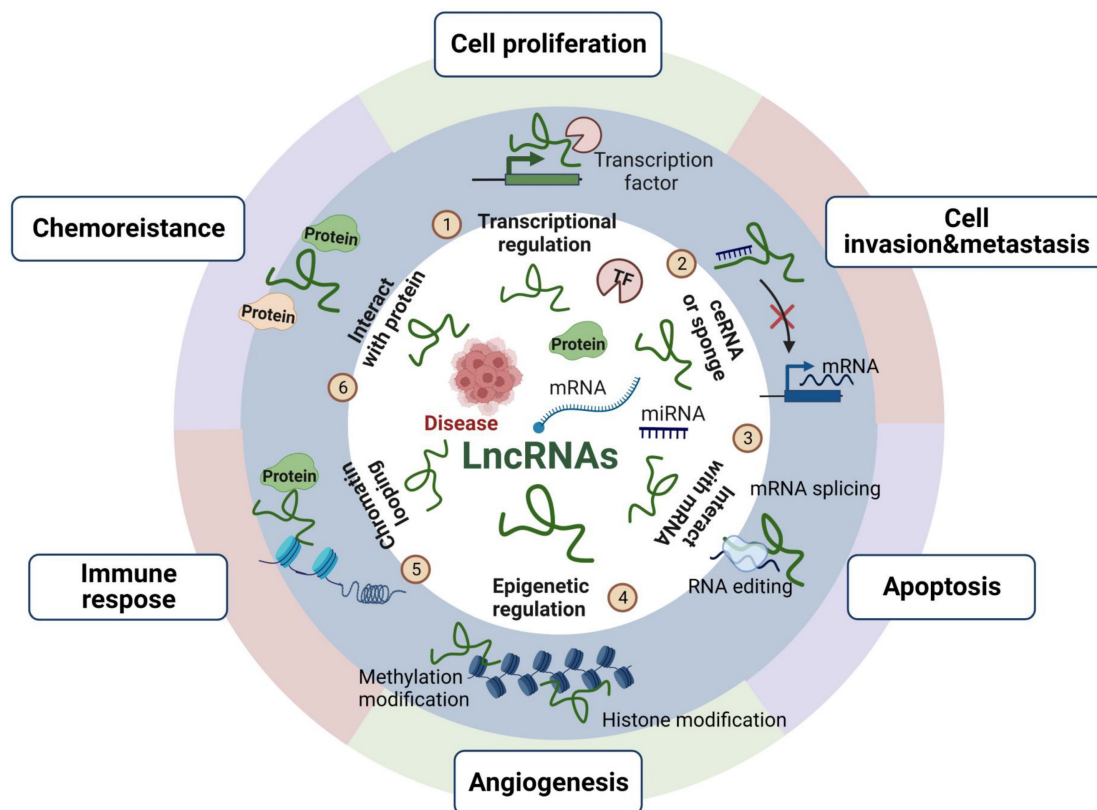 Cell proliferation
Transcription
factor
Chemoreistance
Cell
invasion&metastasis
1
Transcriptional
regulation
2
Protein
Protein
Interact
with protein
TF
ceRNA
or sponge
Protein
mRNA
mRNA
6
Disease
miRNA
3
LncRNAs
Protein
Chromatin
looping
Interact
with mRNA
mRNA splicing
Immune
respose
5
Epigenetic
regulation
4
RNA editing
Apoptosis
Methylation
modification
Histone modification
Angiogenesis